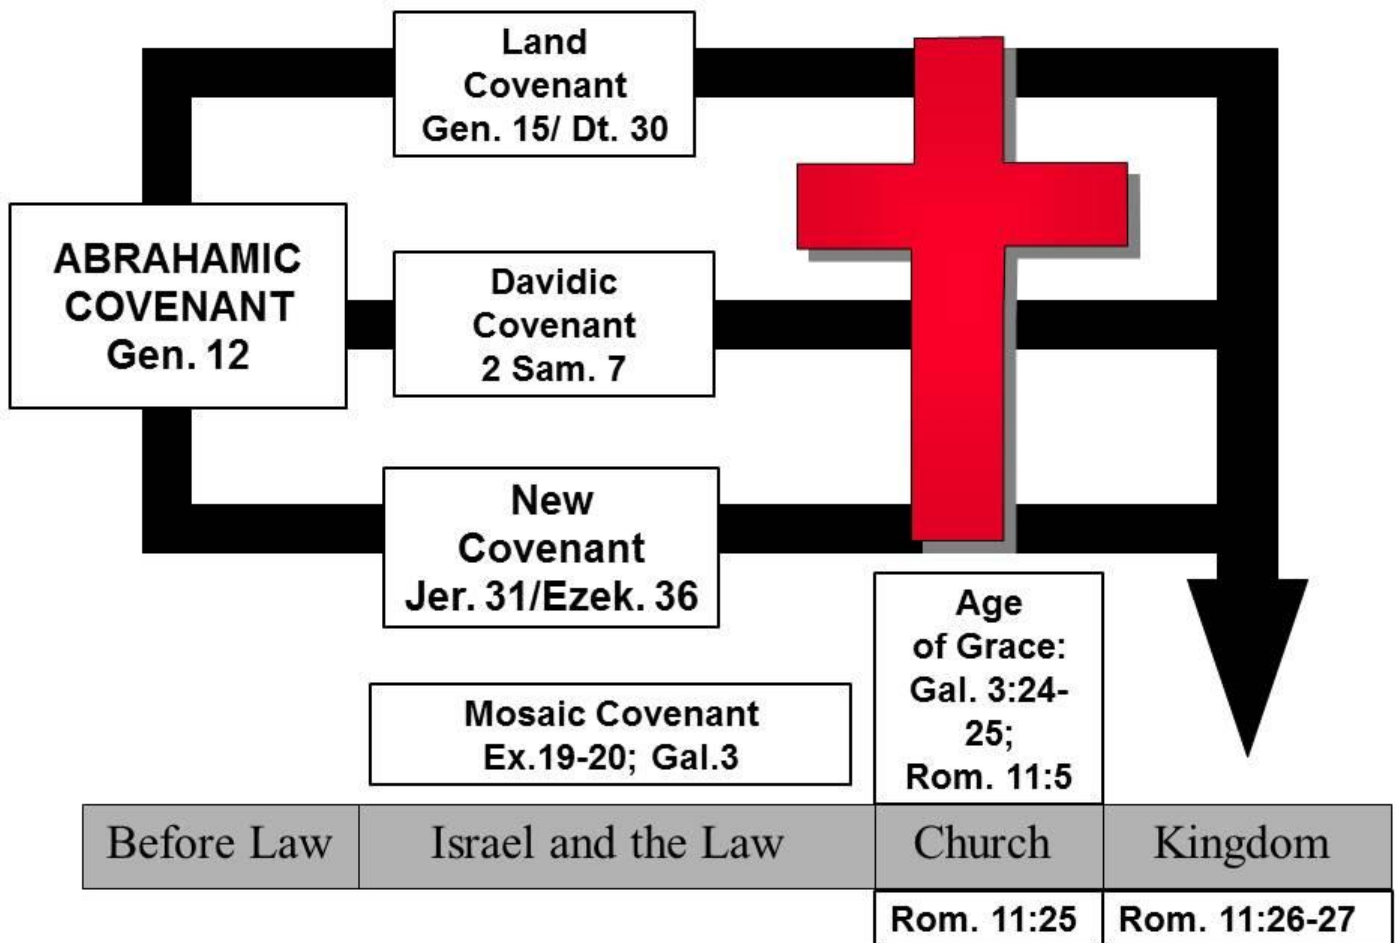 Land
Covenant
Gen. 15/ Dt. 30
ABRAHAMIC
COVENANT
Gen. 12
Davidic
Covenant
2 Sam. 7
New
Covenant
Jer. 31/Ezek. 36
Mosaic Covenant
Ex.19-20; Gal.3
Age
of Grace:
Gal. 3:24-
25;
Rom. 11:5
Before Law
Israel and the Law
Church
Kingdom
Rom. 11:25
Rom. 11:26-27